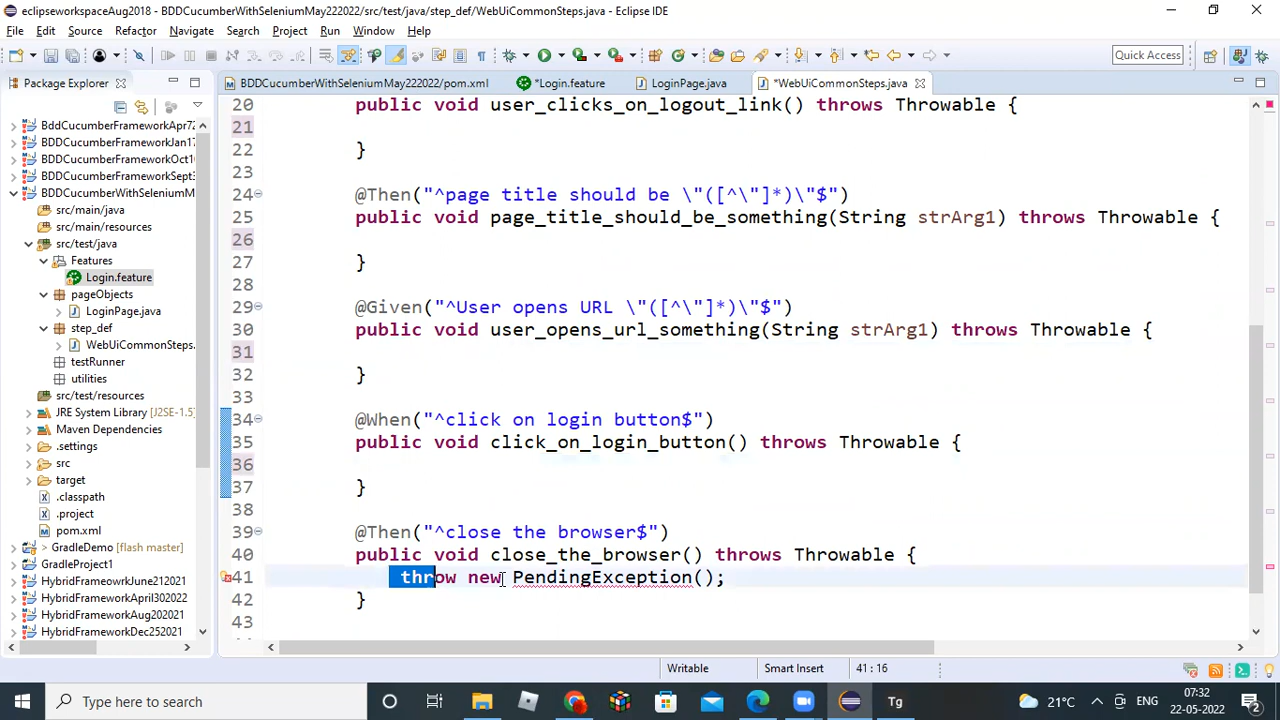 eclipseworkspaceAug2018 - BDDCucumberWithSeleniumMay222022/src/test/java/step_def/WebUiCommonSteps.java - Eclipse IDE
File Edit Source Refactor Navigate Search Project Run Window Help
Quick Access
Package Explorer
BDDCucumberWithSeleniumMay222022/pom.xml *Login.feature LoginPage.java *WebUiCommonSteps.java
BddCucumberFrameworkApr72
BDDCucumberFrameworkJan17
BDDCucumberFrameworkOct1
BDDCucumberFrameworkSept3
BDDCucumberWithSeleniumM
src/main/java
src/main/resources
src/test/java
Features
Login.feature
pageObjects
LoginPage.java
step_def
WebUiCommonSteps.
testRunner
utilities
src/test/resources
JRE System Library [J2SE-1.5]
Maven Dependencies
.settings
src
target
.classpath
.project
pom.xml
> GradleDemo [flash master]
GradleProject1
HybridFrameowrkJune212021
HybridFrameworkApril302022
HybridFrameworkAug202021
HybridFrameworkDec252021
20 public void user_clicks_on_logout_link() throws Throwable {
21
22 }
23
24 @Then("^page title should be \"([^\"]*)\"$")
25 public void page_title_should_be_something(String strArg1) throws Throwable {
26
27 }
28
29 @Given("^User opens URL \"([^\"]*)\"$")
30 public void user_opens_url_something(String strArg1) throws Throwable {
31
32 }
33
34 @When("^click on login button$")
35 public void click_on_login_button() throws Throwable {
36
37 }
38
39 @Then("^close the browser$")
40 public void close_the_browser() throws Throwable {
41 throw new PendingException();
42 }
43
Writable Smart Insert 41 : 16
Type here to search
Tg
21°C
ENG
07:32
22-05-2022
2